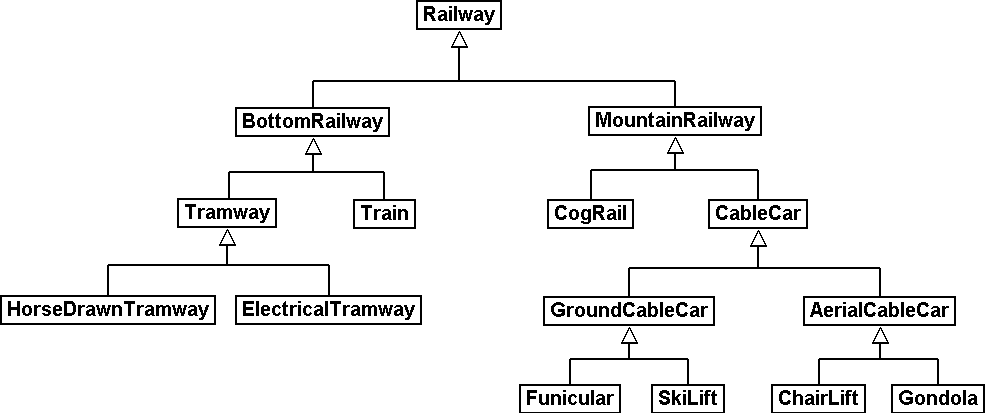 Railway
BottomRailway
MountainRailway
Tramway
Train
CogRail
CableCar
HorseDrawnTramway
ElectricalTramway
GroundCableCar
AerialCableCar
Funicular
SkiLift
ChairLift
Gondola